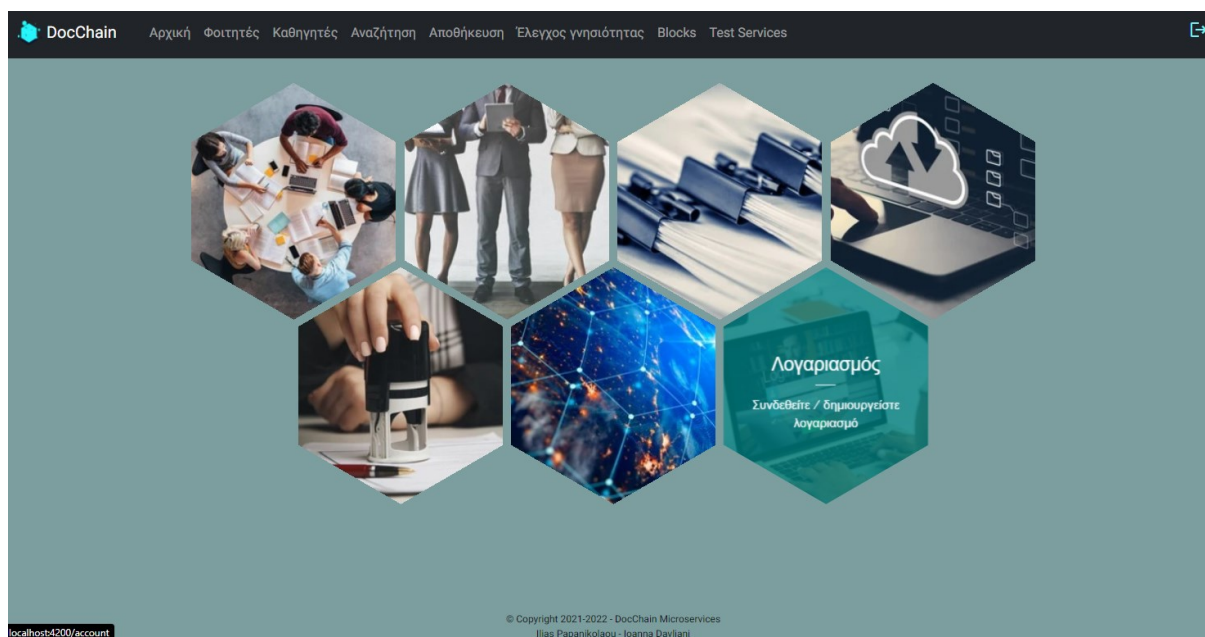 DocChain Αρχική Φοιτητές Καθηγητές Αναζήτηση Αποθήκευση Έλεγχος γνησιότητας Blocks Test Services
Λογαριασμός
Συνδεθείτε / δημιουργείστε
λογαριασμό
© Copyright 2021-2022 - DocChain Microservices
Ilias Papanikolaou - Ioanna Davliani
localhost:4200/account